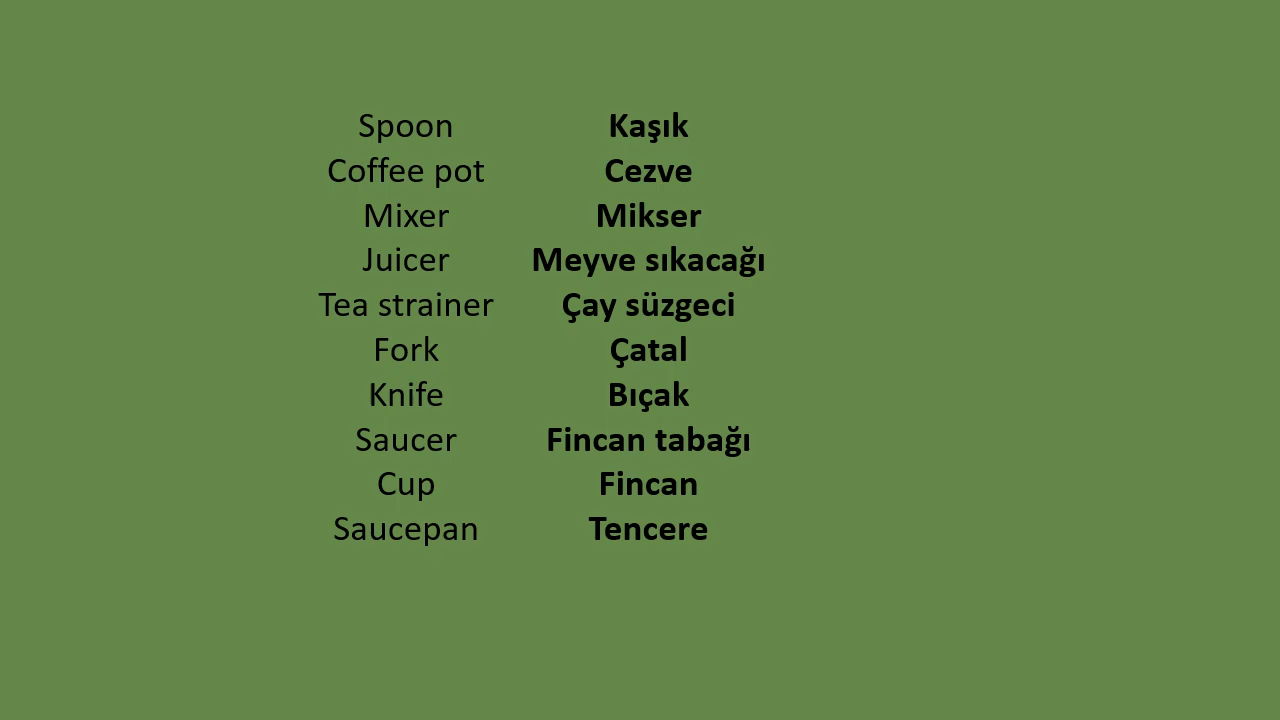 Spoon Kaşık
Coffee pot Cezve
Mixer Mikser
Juicer Meyve sıkacağı
Tea strainer Çay süzgeci
Fork Çatal
Knife Bıçak
Saucer Fincan tabağı
Cup Fincan
Saucepan Tencere